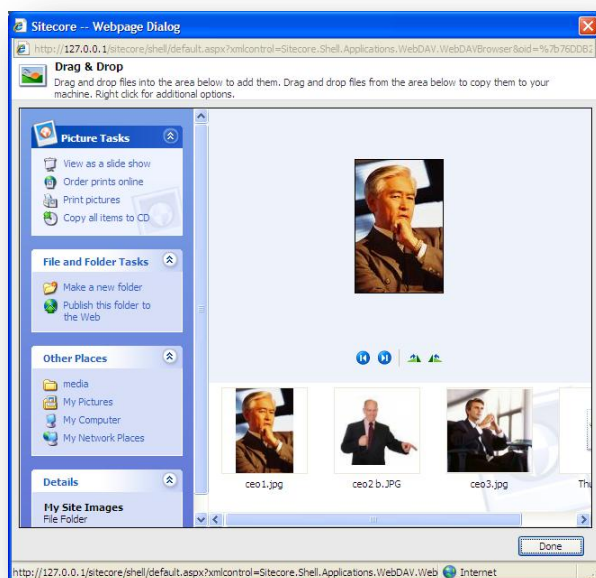 Sitecore -- Webpage Dialog
http://127.0.0.1/sitecore/shell/default.aspx?xmlcontrol=Sitecore.Shell.Applications.WebDAV.WebDAVBrowser&oid=%7b76DDB2
Drag & Drop
Drag and drop files into the area below to add them. Drag and drop files from the area below to copy them to your
machine. Right click for additional options.
Picture Tasks
View as a slide show
Order prints online
Print pictures
Copy all items to CD
File and Folder Tasks
Make a new folder
Publish this folder to
the Web
Other Places
media
My Pictures
My Computer
My Network Places
Details
My Site Images
File Folder
ceo1.jpg
ceo2 b.JPG
ceo3.jpg
Thu
Done
http://127.0.0.1/sitecore/shell/default.aspx?xmlcontrol=Sitecore.Shell.Applications.WebDAV.Web
Internet